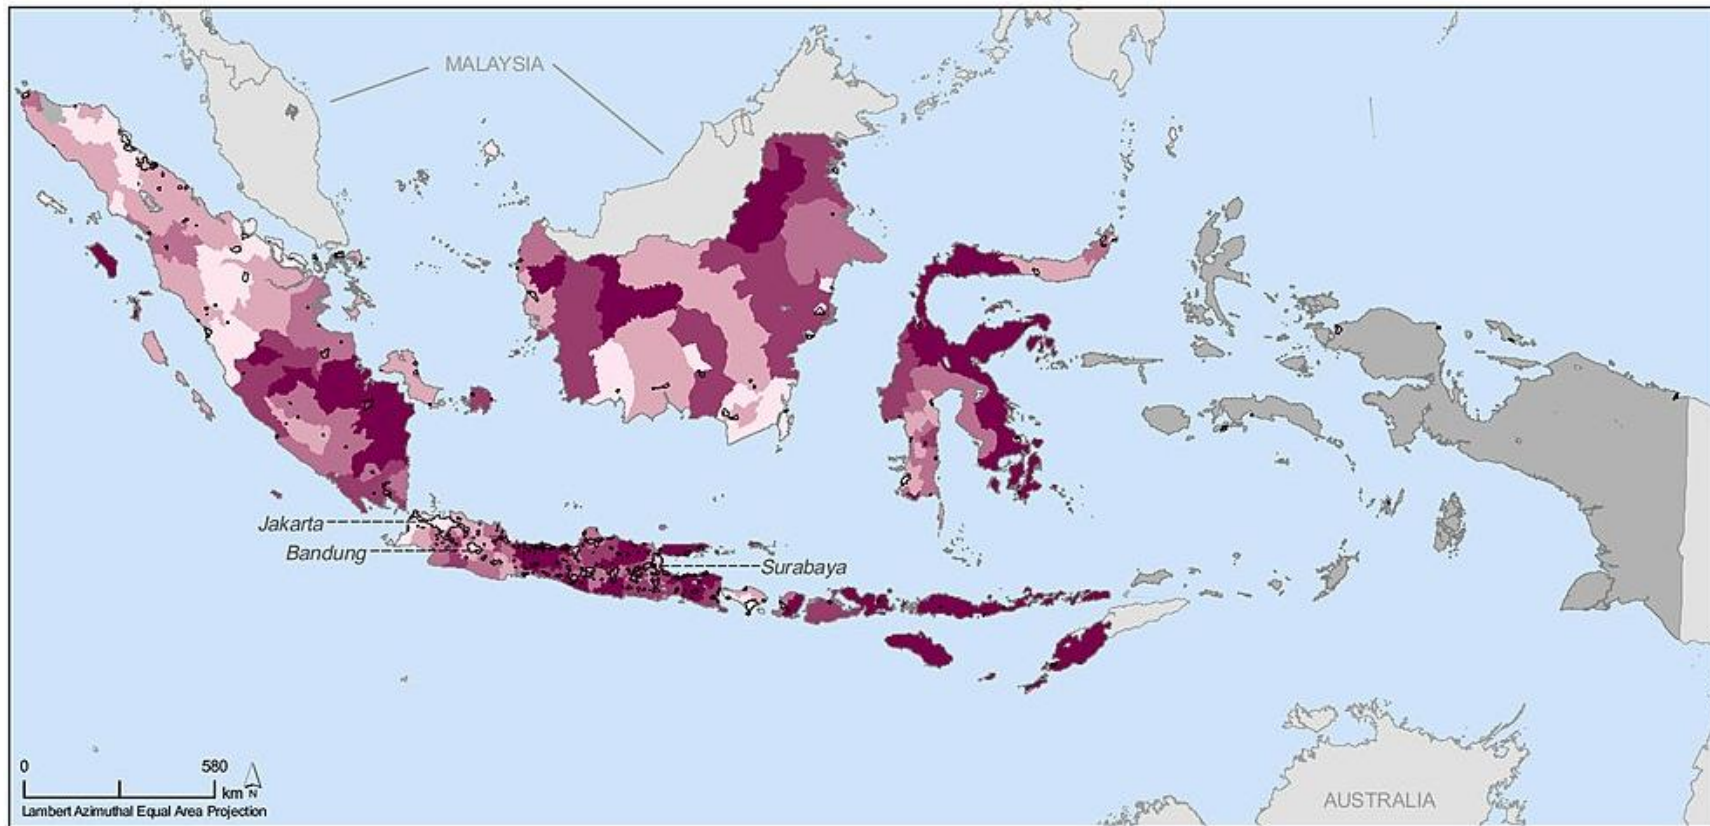 MALAYSIA
Jakarta
Bandung
Surabaya
0 580
km N
Lambert Azimuthal Equal Area Projection
AUSTRALIA